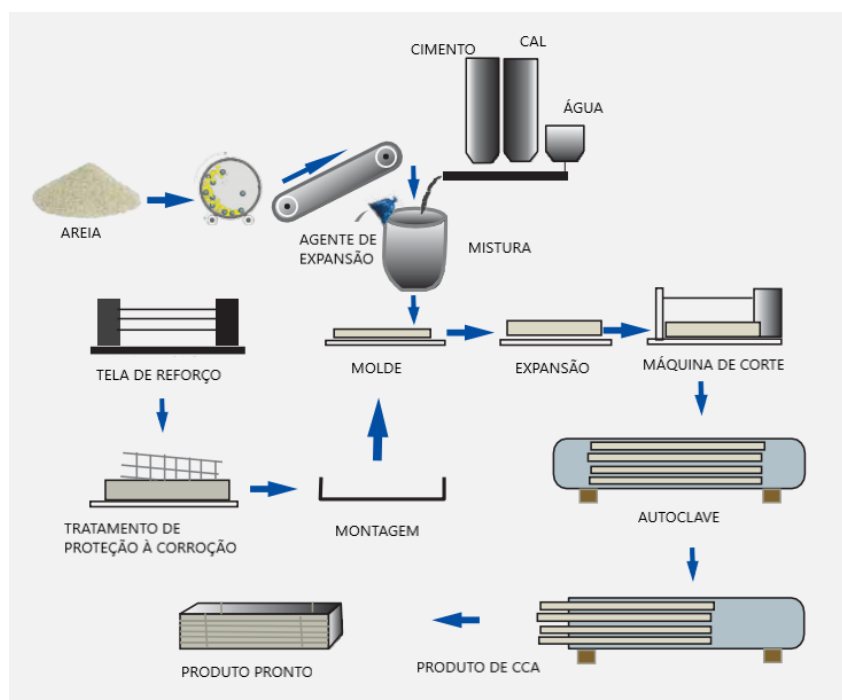 CIMENTO
CAL
ÁGUA
AREIA
AGENTE DE
EXPANSÃO
MISTURA
TELA DE REFORÇO
MOLDE
EXPANSÃO
MÁQUINA DE CORTE
TRATAMENTO DE
PROTEÇÃO À CORROÇÃO
MONTAGEM
AUTOCLAVE
PRODUTO PRONTO
PRODUTO DE CCA